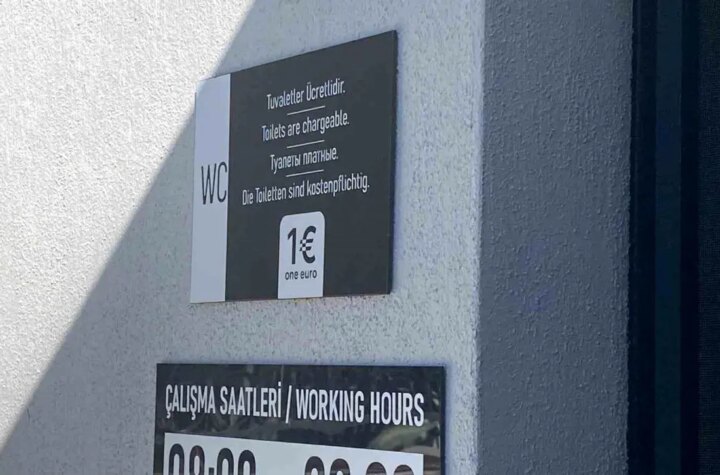 WC
Tuvaletler Ücretlidir.
Toilets are chargeable.
Туалеты платные.
Die Toiletten sind kostenpflichtig.
1€
one euro
ÇALIŞMA SAATLERİ / WORKING HOURS